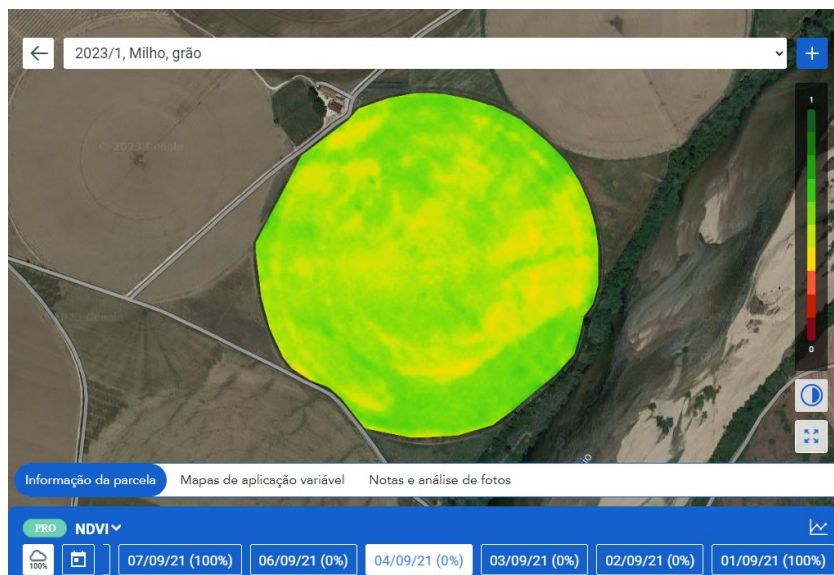 2023/1, Milho, grão
+
1
© 2023 Google
0
Informação da parcela
Mapas de aplicação variável
Notas e análise de fotos
PRO
NDVI
100%
07/09/21 (100%)
06/09/21 (0%)
04/09/21 (0%)
03/09/21 (0%)
02/09/21 (0%)
01/09/21 (100%)